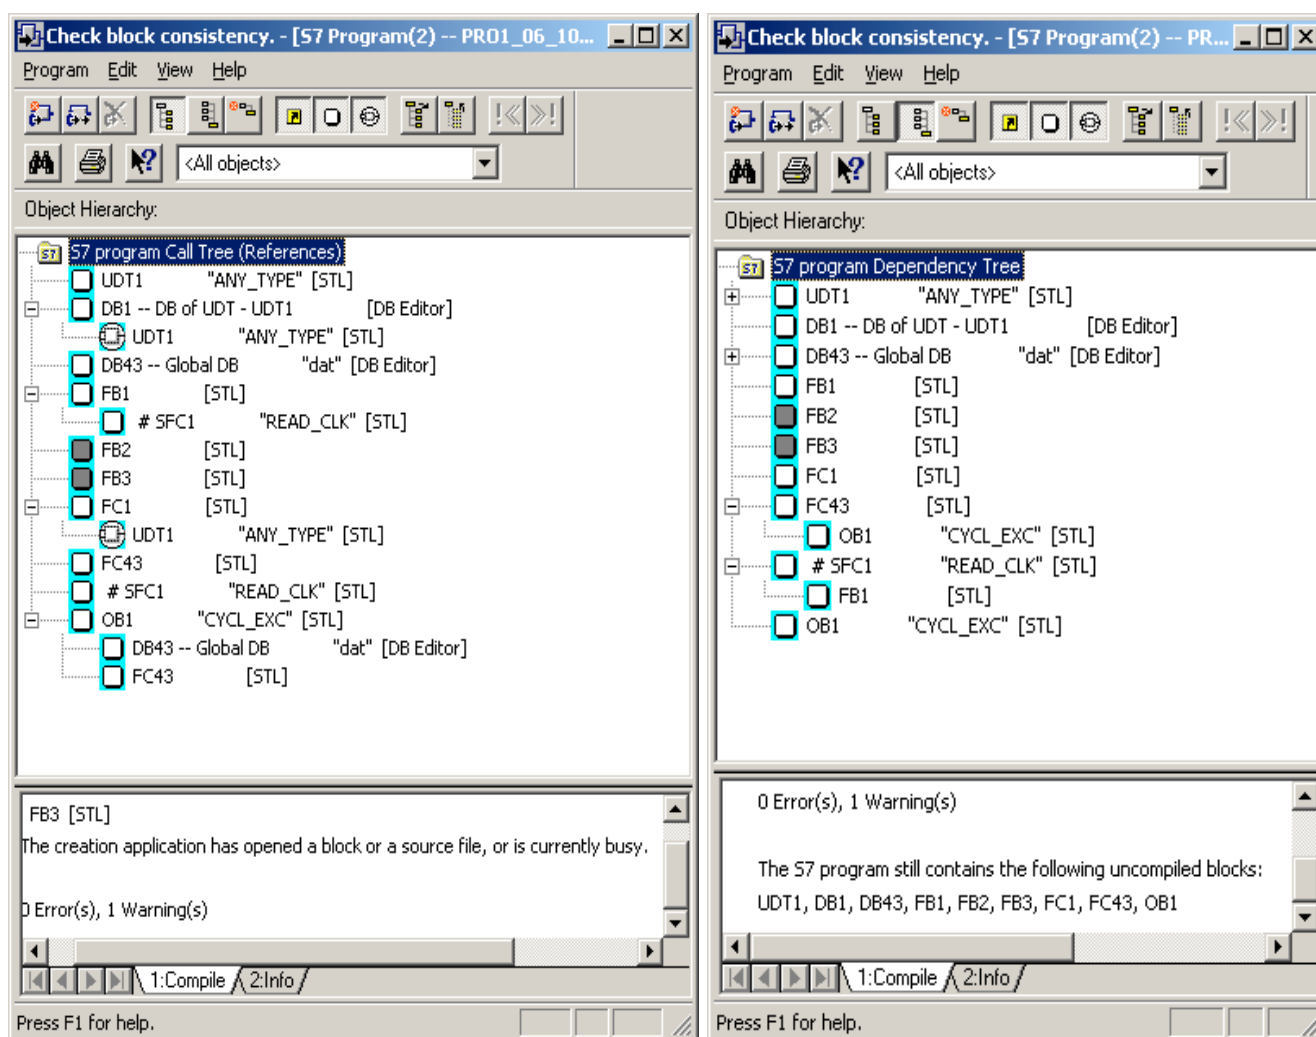 Check block consistency. - [S7 Program(2) -- PRO1_06_10...
Program Edit View Help
<All objects>
Object Hierarchy:
S7 program Call Tree (References)
UDT1 "ANY_TYPE" [STL]
DB1 -- DB of UDT - UDT1 [DB Editor]
UDT1 "ANY_TYPE" [STL]
DB43 -- Global DB "dat" [DB Editor]
FB1 [STL]
# SFC1 "READ_CLK" [STL]
FB2 [STL]
FB3 [STL]
FC1 [STL]
UDT1 "ANY_TYPE" [STL]
FC43 [STL]
# SFC1 "READ_CLK" [STL]
OB1 "CYCL_EXC" [STL]
DB43 -- Global DB "dat" [DB Editor]
FC43 [STL]
FB3 [STL]
The creation application has opened a block or a source file, or is currently busy.
0 Error(s), 1 Warning(s)
1:Compile 2:Info
Press F1 for help.
Check block consistency. - [S7 Program(2) -- PR...
Program Edit View Help
<All objects>
Object Hierarchy:
S7 program Dependency Tree
UDT1 "ANY_TYPE" [STL]
DB1 -- DB of UDT - UDT1 [DB Editor]
DB43 -- Global DB "dat" [DB Editor]
FB1 [STL]
FB2 [STL]
FB3 [STL]
FC1 [STL]
FC43 [STL]
OB1 "CYCL_EXC" [STL]
# SFC1 "READ_CLK" [STL]
FB1 [STL]
OB1 "CYCL_EXC" [STL]
0 Error(s), 1 Warning(s)
The S7 program still contains the following uncompiled blocks:
UDT1, DB1, DB43, FB1, FB2, FB3, FC1, FC43, OB1
1:Compile 2:Info
Press F1 for help.